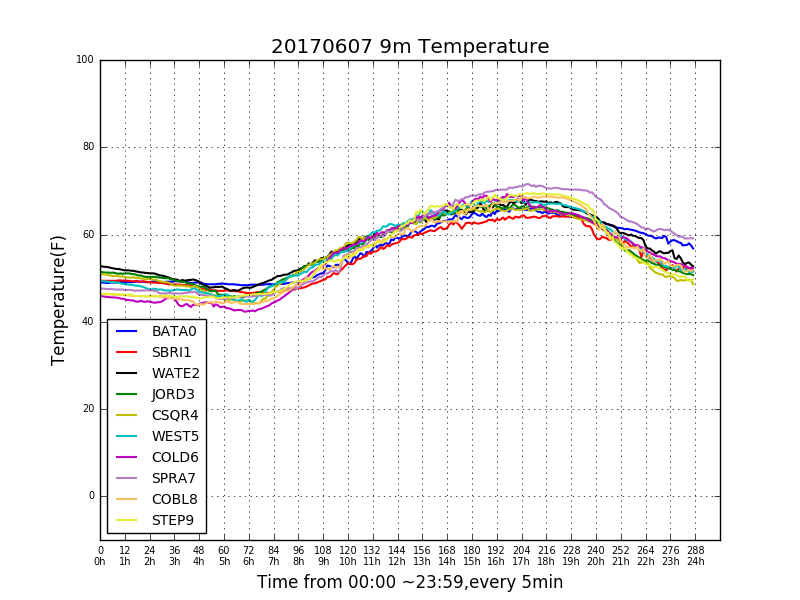 20170607 9m Temperature
100
80
60
40
20
0
Temperature(F)
BATA0
SBRI1
WATE2
JORD3
CSQR4
WEST5
COLD6
SPRA7
COBL8
STEP9
0 12 24 36 48 60 72 84 96 108 120 132 144 156 168 180 192 204 216 228 240 252 264 276 288
0h 1h 2h 3h 4h 5h 6h 7h 8h 9h 10h 11h 12h 13h 14h 15h 16h 17h 18h 19h 20h 21h 22h 23h 24h
Time from 00:00 ~23:59,every 5min